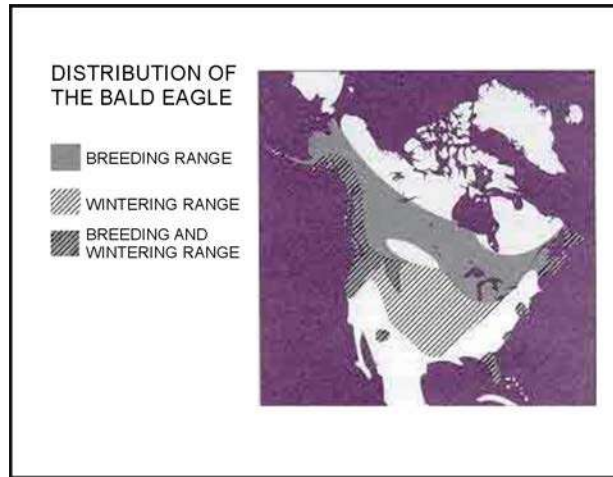 DISTRIBUTION OF
THE BALD EAGLE
BREEDING RANGE
WINTERING RANGE
BREEDING AND
WINTERING RANGE